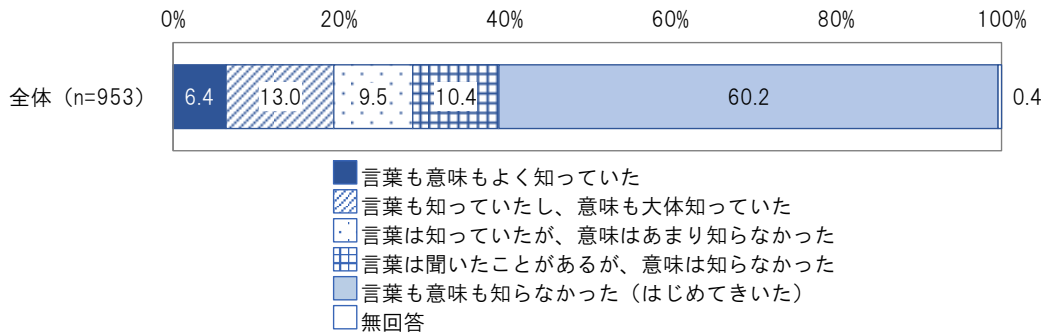 0% 20% 40% 60% 80% 100%
全体（n=953） 6.4 13.0 9.5 10.4 60.2 0.4
言葉も意味もよく知っていた
言葉も知っていたし、意味も大体知っていた
言葉は知っていたが、意味はあまり知らなかった
言葉は聞いたことがあるが、意味は知らなかった
言葉も意味も知らなかった（はじめてきいた）
無回答